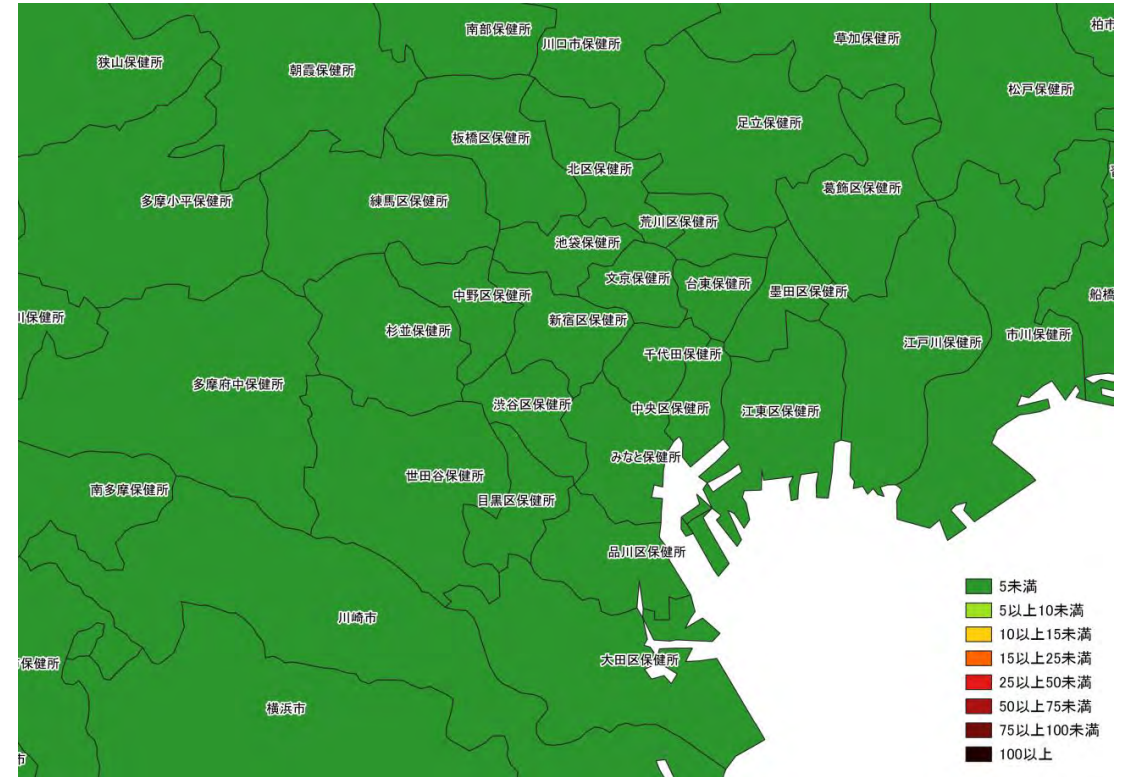 南部保健所
川口市保健所
草加保健所
柏市
狭山保健所
朝霞保健所
松戸保健所
板橋区保健所
足立保健所
北区保健所
多摩小平保健所
練馬区保健所
葛飾区保健所
荒川区保健所
池袋保健所
文京保健所
台東保健所
墨田区保健所
中野区保健所
船橋
川保健所
杉並保健所
新宿区保健所
江戸川保健所
市川保健所
千代田保健所
多摩府中保健所
渋谷区保健所
中央区保健所
江東区保健所
みなと保健所
南多摩保健所
世田谷保健所
目黒区保健所
品川区保健所
川崎市
大田区保健所
保健所
横浜市
市
5未満
5以上10未満
10以上15未満
15以上25未満
25以上50未満
50以上75未満
75以上100未満
100以上